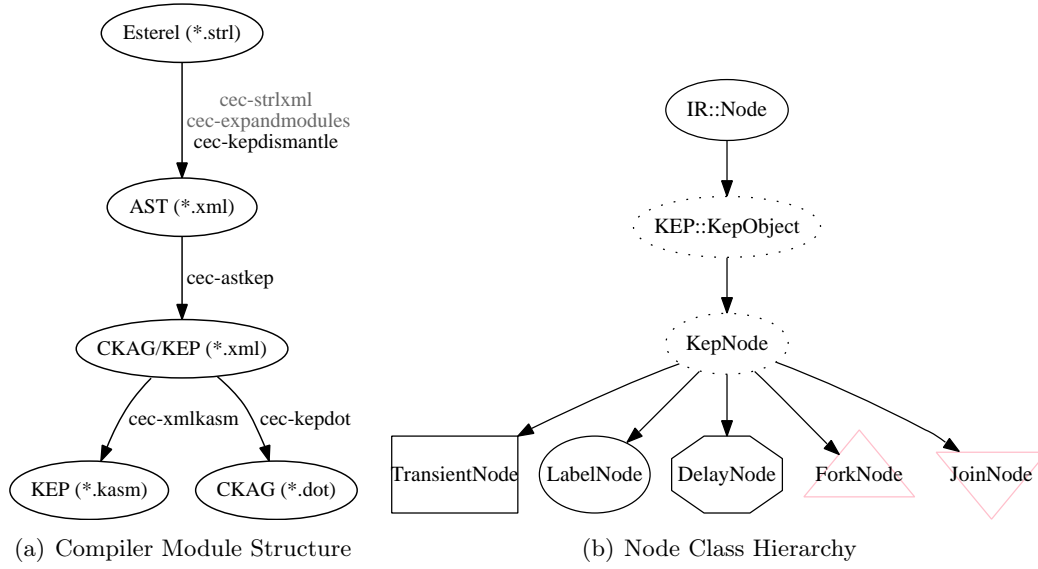 Esterel (*.strl)
cec-strlxml
cec-expandmodules
cec-kepdismantle
AST (*.xml)
cec-astkep
CKAG/KEP (*.xml)
cec-xmlkasm
cec-kepdot
KEP (*.kasm)
CKAG (*.dot)
(a) Compiler Module Structure
IR::Node
KEP::KepObject
KepNode
TransientNode
LabelNode
DelayNode
ForkNode
JoinNode
(b) Node Class Hierarchy